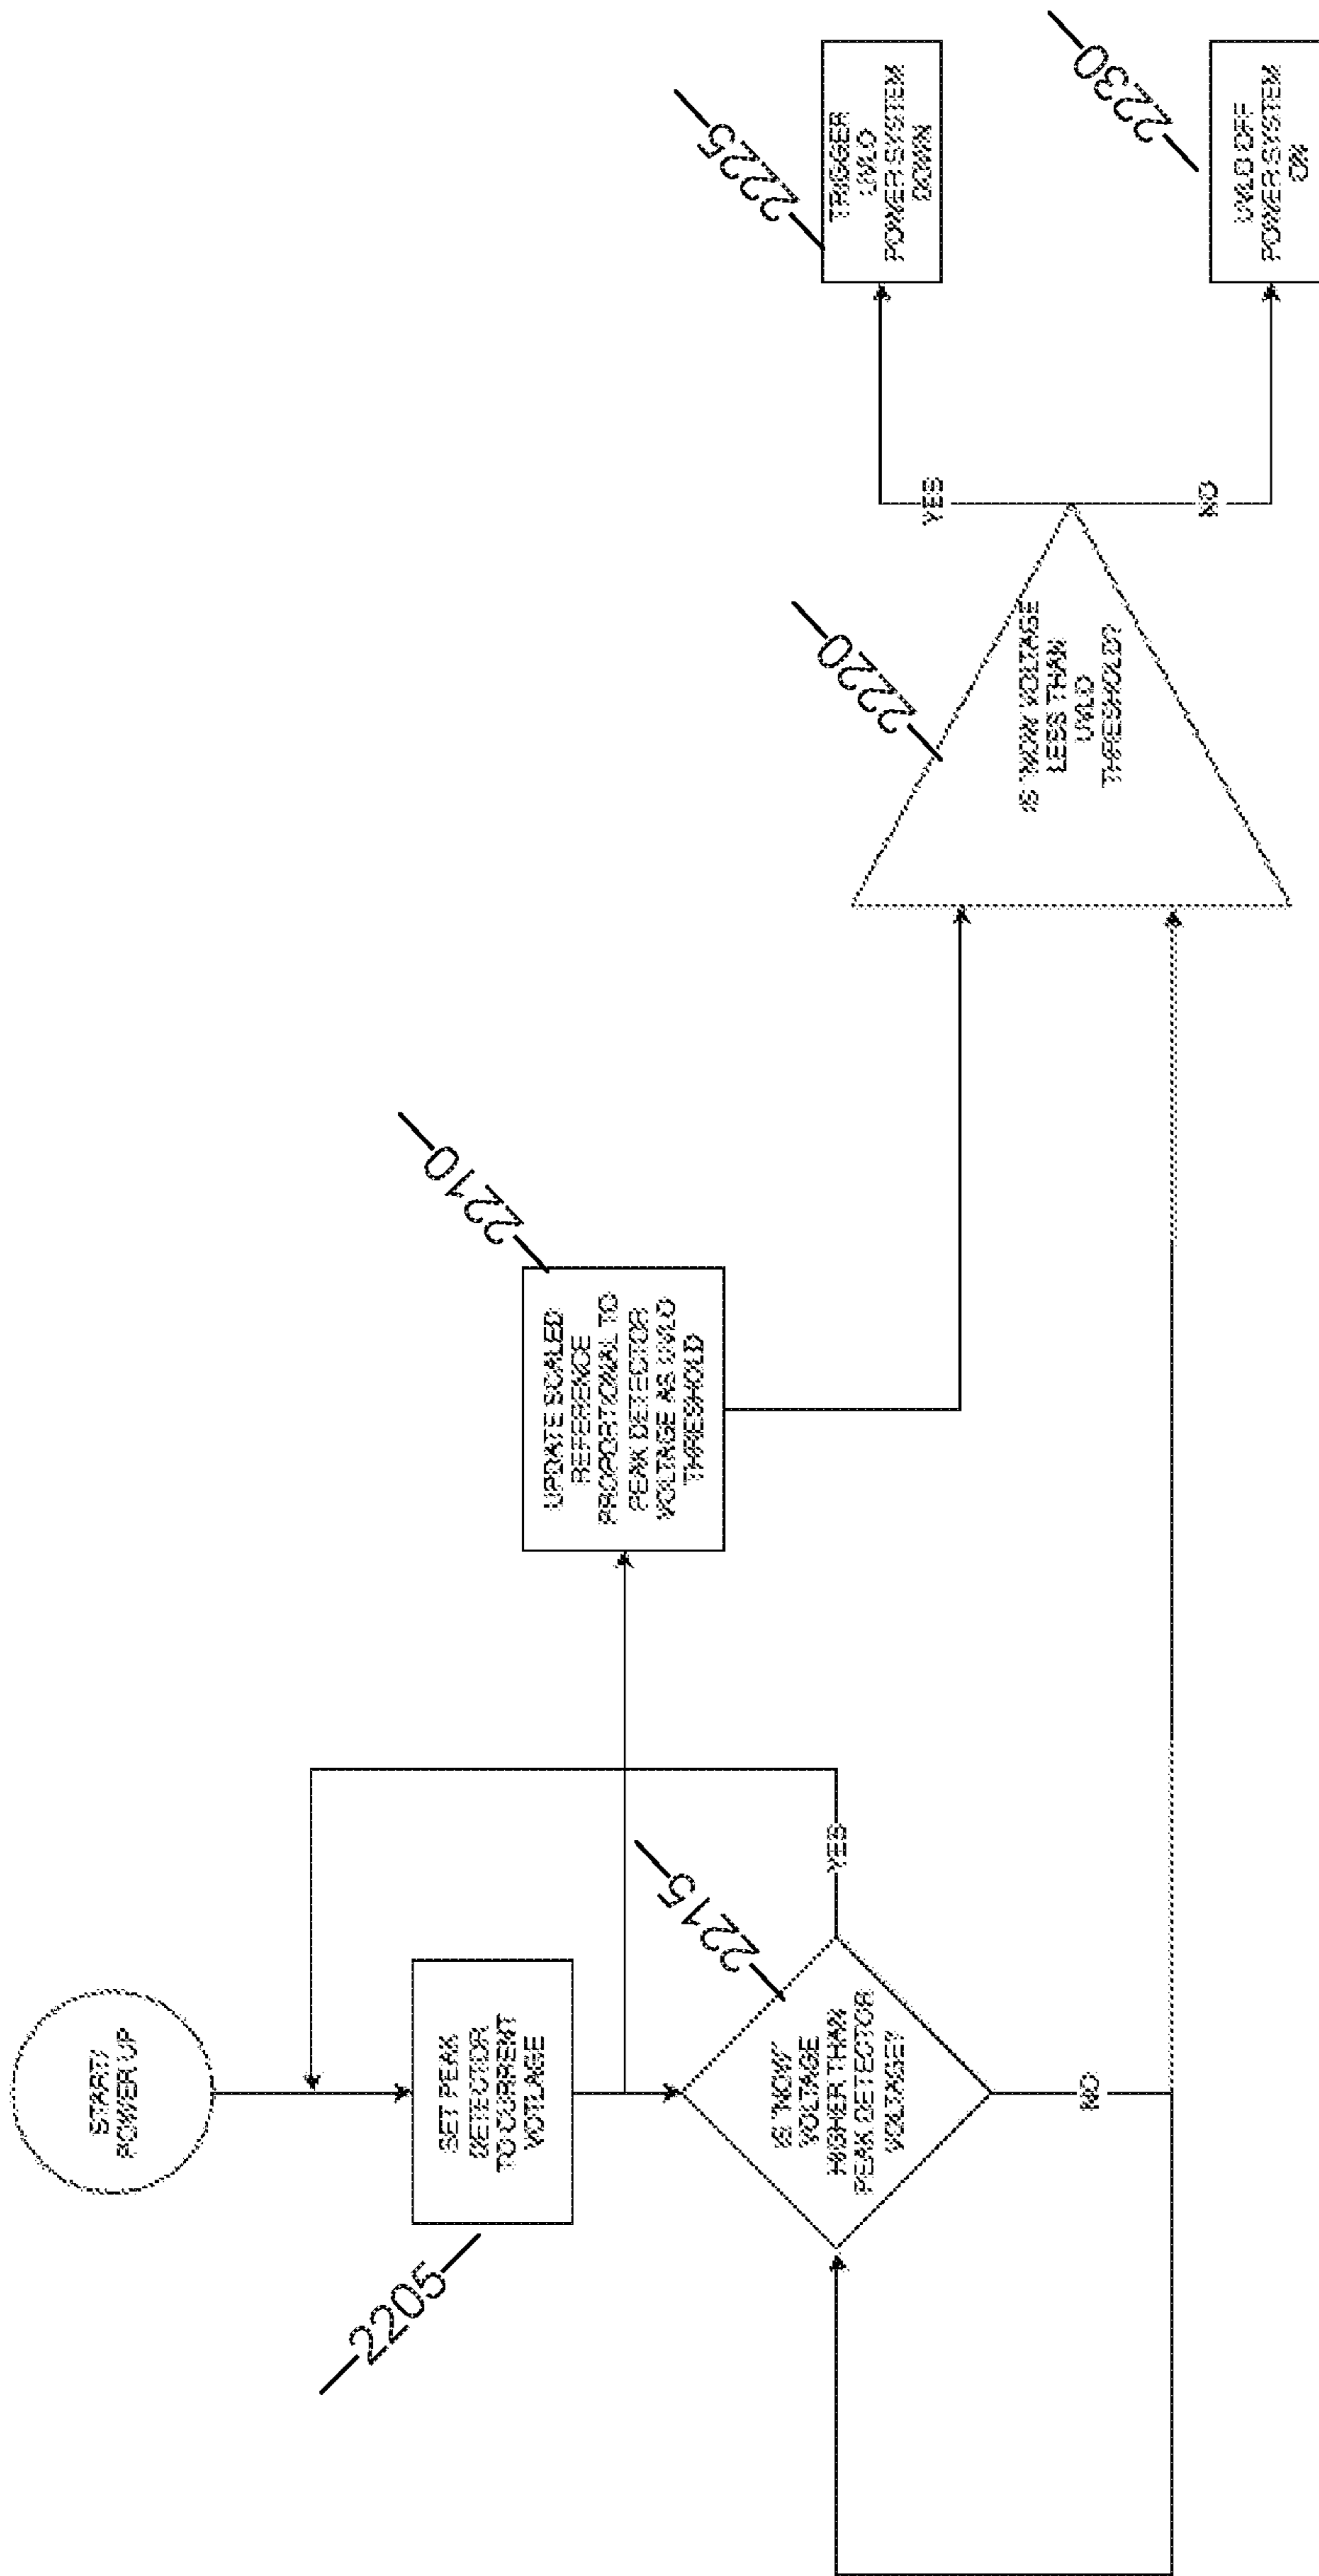 START/
POWER UP
2205
SET PEAK
DETECTOR
TO CURRENT
VOTLAGE
2210
UPDATE SCALED
REFERENCE
PROPORTIONAL TO
PEAK DETECTOR
VOLTAGE AS UVLO
THRESHOLD
2215
IS "NOW"
VOLTAGE
HIGHER THAN
PEAK DETECTOR
VOLTAGE?
YES
NO
2220
IS "NOW" VOLTAGE
LESS THAN
UVLO
THRESHOLD?
YES
NO
2225
TRIGGER
UVLO
POWER SYSTEM
DOWN
2230
UVLO OFF
POWER SYSTEM
ON